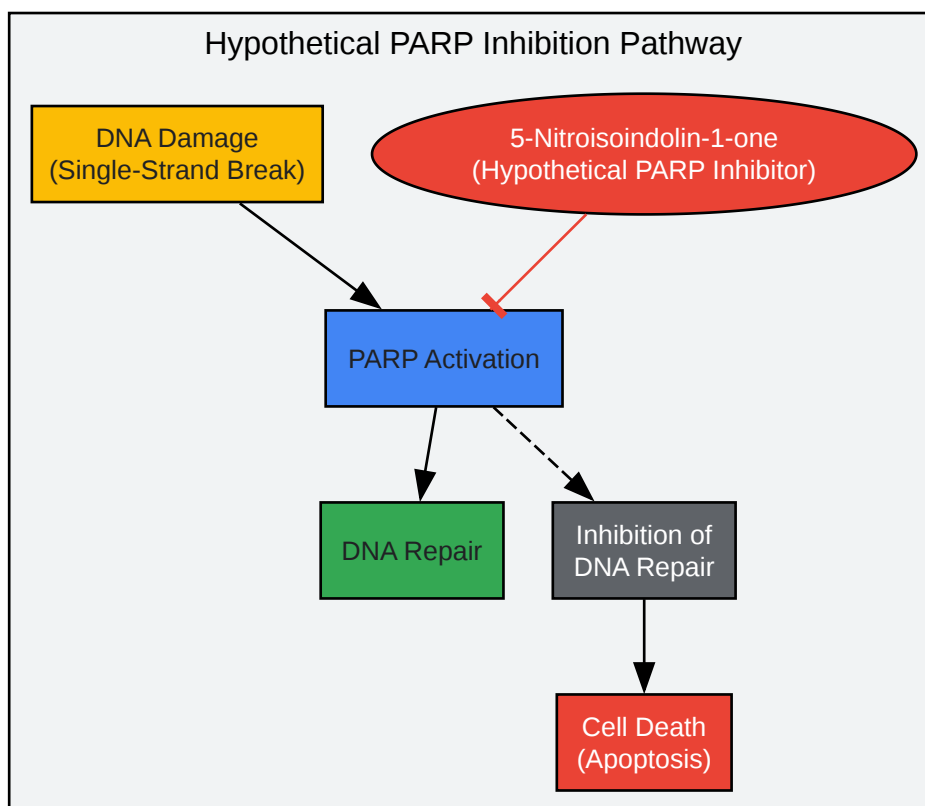 Hypothetical PARP Inhibition Pathway
DNA Damage
(Single-Strand Break)
5-Nitroisoindolin-1-one
(Hypothetical PARP Inhibitor)
PARP Activation
DNA Repair
Inhibition of
DNA Repair
Cell Death
(Apoptosis)